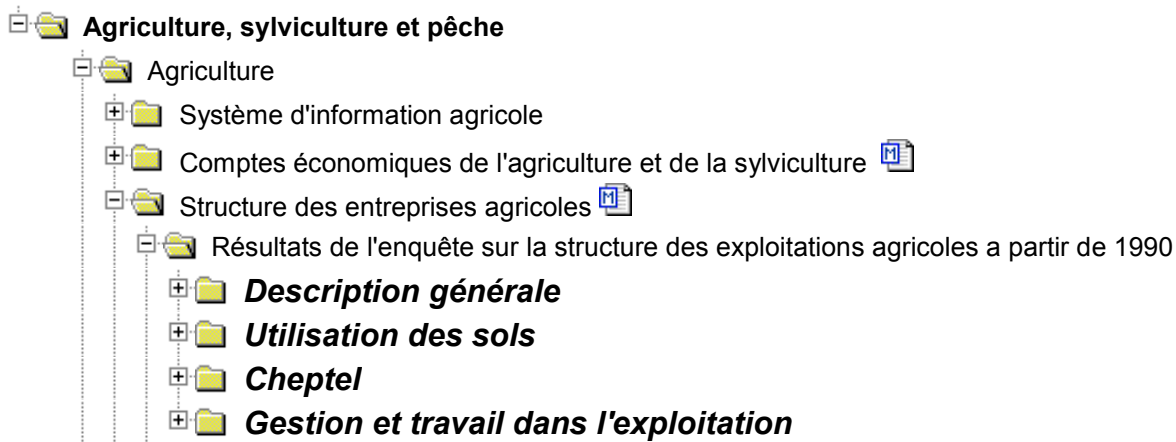 Agriculture, sylviculture et pêche
Agriculture
Système d'information agricole
Comptes économiques de l'agriculture et de la sylviculture M
Structure des entreprises agricoles M
Résultats de l'enquête sur la structure des exploitations agricoles a partir de 1990
Description générale
Utilisation des sols
Cheptel
Gestion et travail dans l'exploitation